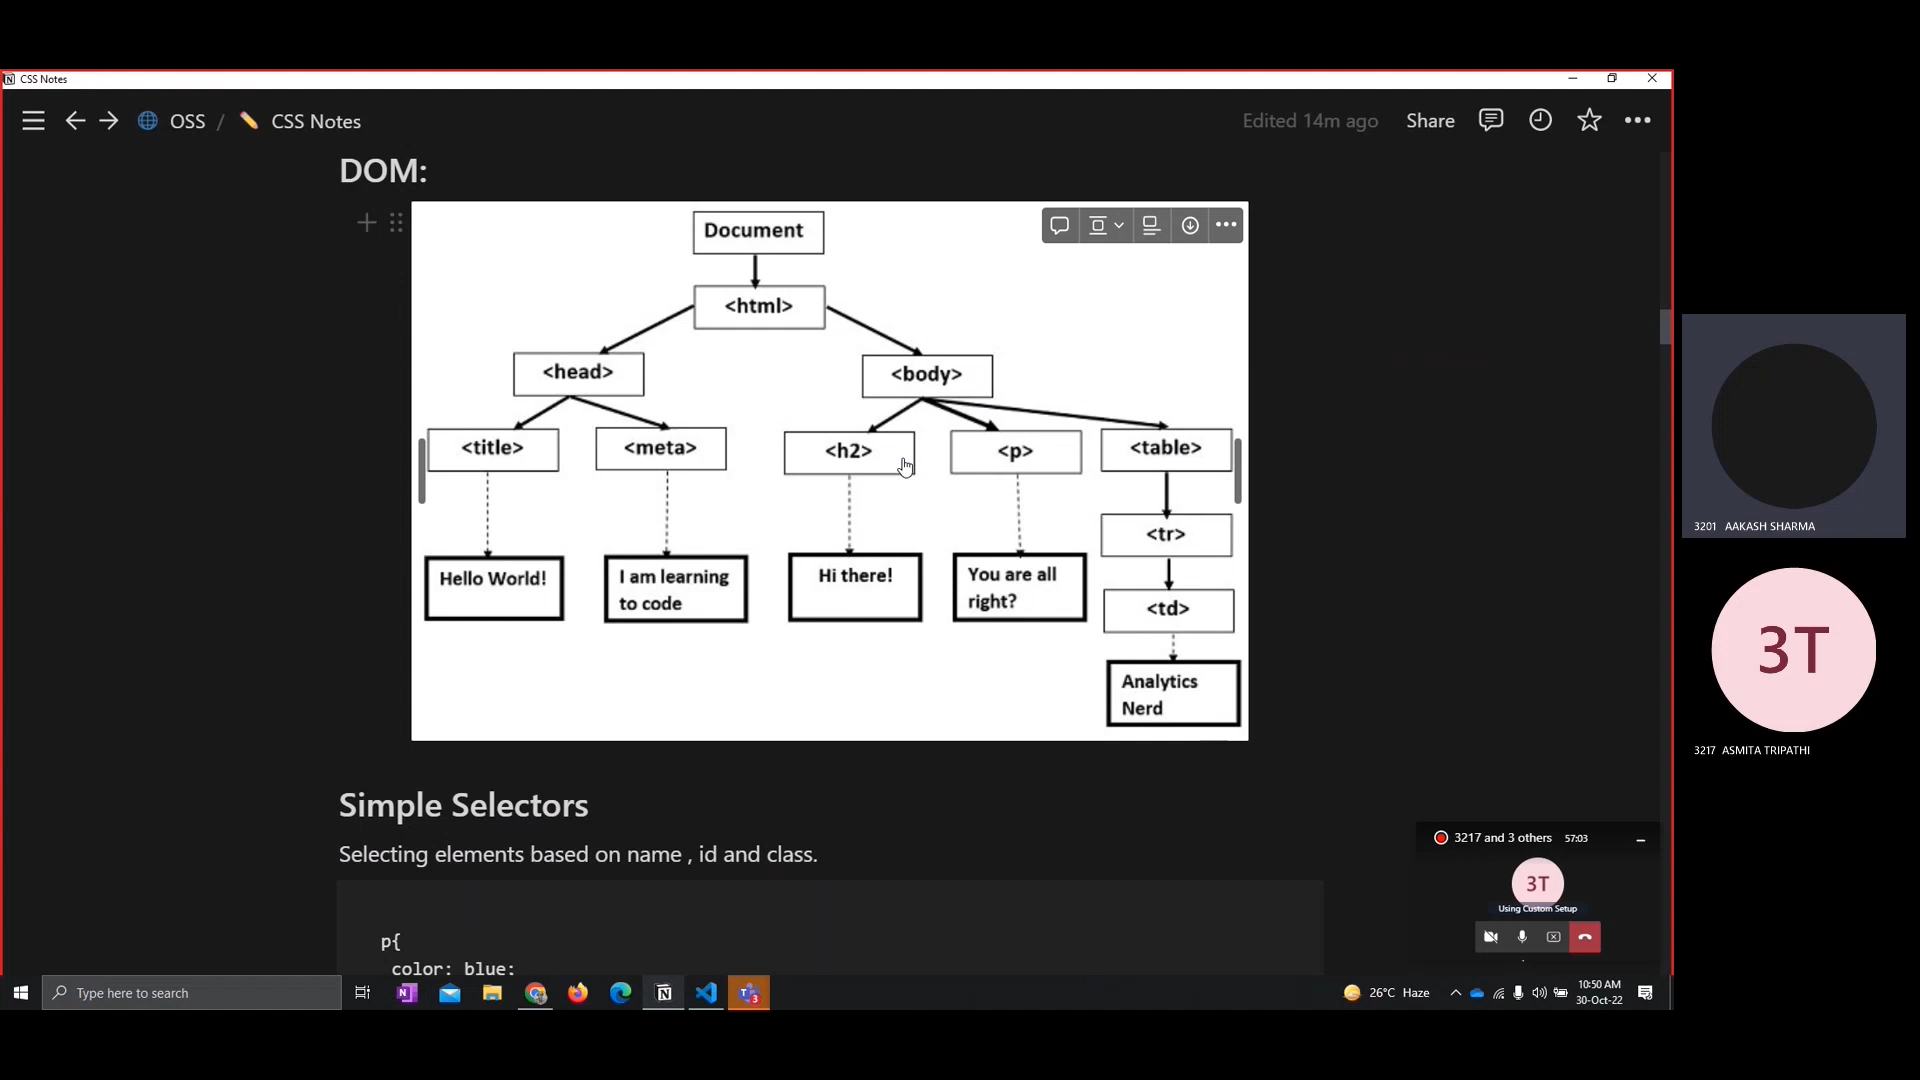 CSS Notes
OSS / CSS Notes
Edited 14m ago
Share
DOM:
Document
<html>
<head>
<body>
<title>
<meta>
<h2>
<p>
<table>
<tr>
<td>
Hello World!
I am learning
to code
Hi there!
You are all
right?
Analytics
Nerd
Simple Selectors
Selecting elements based on name , id and class.
p{
color: blue;
3201 AAKASH SHARMA
3T
3217 ASMITA TRIPATHI
3217 and 3 others 57:03
3T
Using Custom Setup
Type here to search
26°C Haze
10:50 AM
30-Oct-22